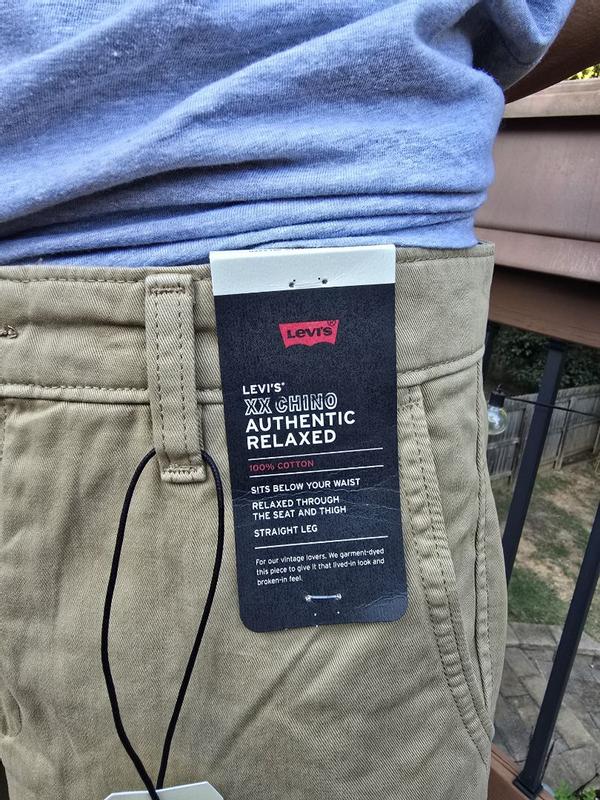 Levi's®
LEVI'S®
XX CHINO
AUTHENTIC
RELAXED
100% COTTON
SITS BELOW YOUR WAIST
RELAXED THROUGH
THE SEAT AND THIGH
STRAIGHT LEG
For our vintage lovers. We garment-dyed
this piece to give it that lived-in look and
broken-in feel.